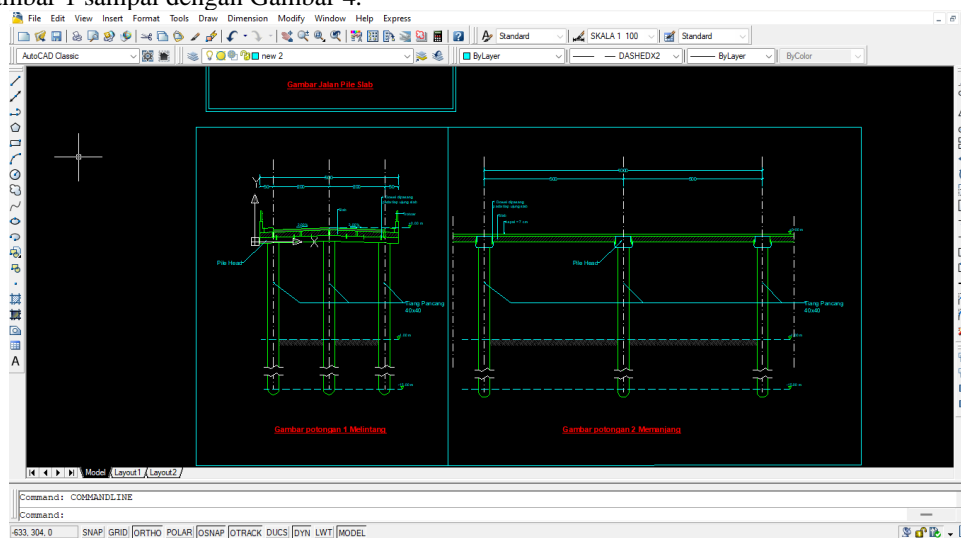 mbar 1 sampai dengan Gambar 4.
File Edit View Insert Format Tools Draw Dimension Modify Window Help Express
Standard SKALA 1 100 Standard
AutoCAD Classic new 2 ByLayer DASHEDX2 ByLayer ByColor
Gambar Jalan Pile Slab
Pile Head
Tiang Pancang
40x40
Gambar potongan 1 Melintang
Pile Head
Tiang Pancang
40x40
Gambar potongan 2 Memanjang
Model Layout1 Layout2
Command: COMMANDLINE
Command:
-633, 304, 0 SNAP GRID ORTHO POLAR OSNAP OTRACK DUCS DYN LWT MODEL